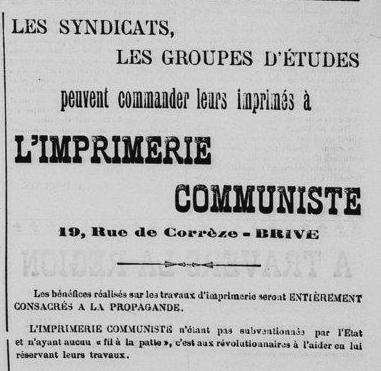 LES SYNDICATS,
LES GROUPES D'ÉTUDES
peuvent commander leurs imprimés à
L'IMPRIMERIE
COMMUNISTE
19, Rue de Corrèze - BRIVE
Les bénéfices réalisés sur les travaux d'imprimerie seront ENTIÈREMENT
CONSACRÉS A LA PROPAGANDE.
L'IMPRIMERIE COMMUNISTE n'étant pas subventionnée par l'Etat
et n'ayant aucun « fil à la patte », c'est aux révolutionnaires à l'aider en lui
réservant leurs travaux.